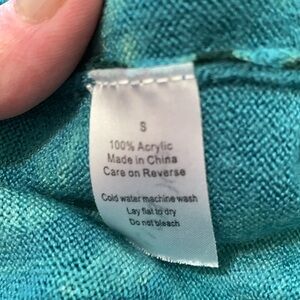 S
100% Acrylic
Made in China
Care on Reverse
Cold water machine wash
Lay flat to dry
Do not bleach